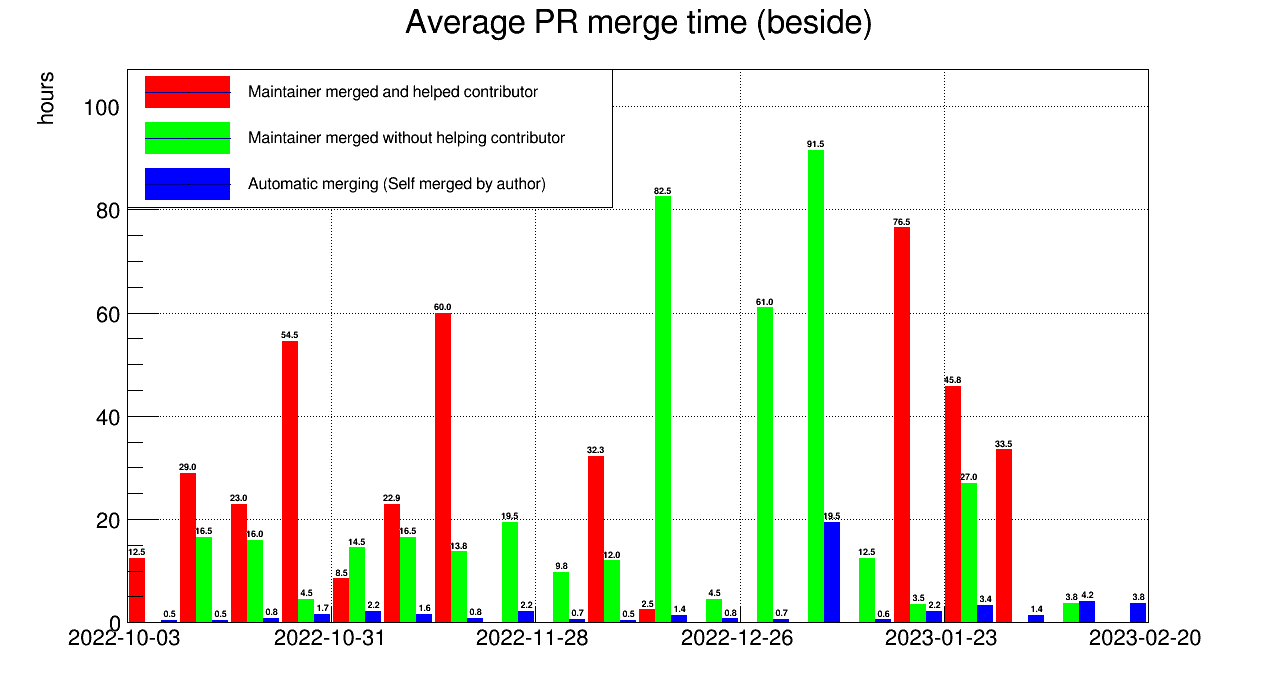 Average PR merge time (beside)
hours
Maintainer merged and helped contributor
Maintainer merged without helping contributor
Automatic merging (Self merged by author)
100
80
60
40
20
0
12.5 0.5 29.0 16.5 0.5 23.0 16.0 0.8 54.5 4.5 1.7 8.5 14.5 2.2 22.9 16.5 1.6 60.0 13.8 0.8 19.5 2.2 9.8 0.7 32.3 12.0 0.5 2.5 82.5 1.4 4.5 0.8 61.0 0.7 91.5 19.5 12.5 0.6 76.5 3.5 2.2 45.8 27.0 3.4 33.5 1.4 3.8 4.2 3.8
2022-10-03 2022-10-31 2022-11-28 2022-12-26 2023-01-23 2023-02-20